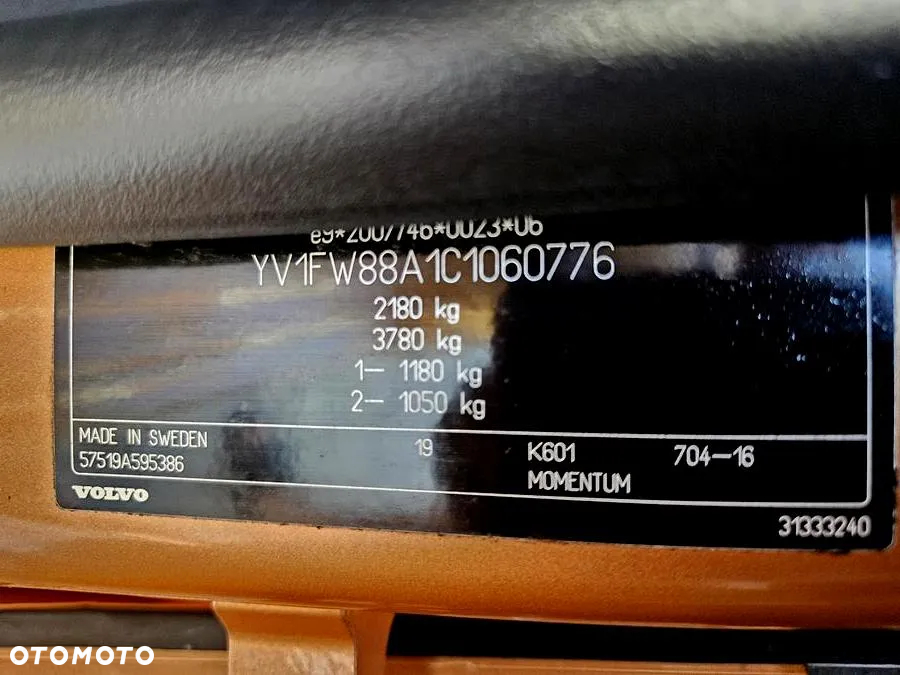 e9*2007/46*0023*06
YV1FW88A1C1060776
2180 kg
3780 kg
1– 1180 kg
2– 1050 kg
MADE IN SWEDEN 19 K601 704–16
57519A595386 MOMENTUM
VOLVO
31333240
OTOMOTO